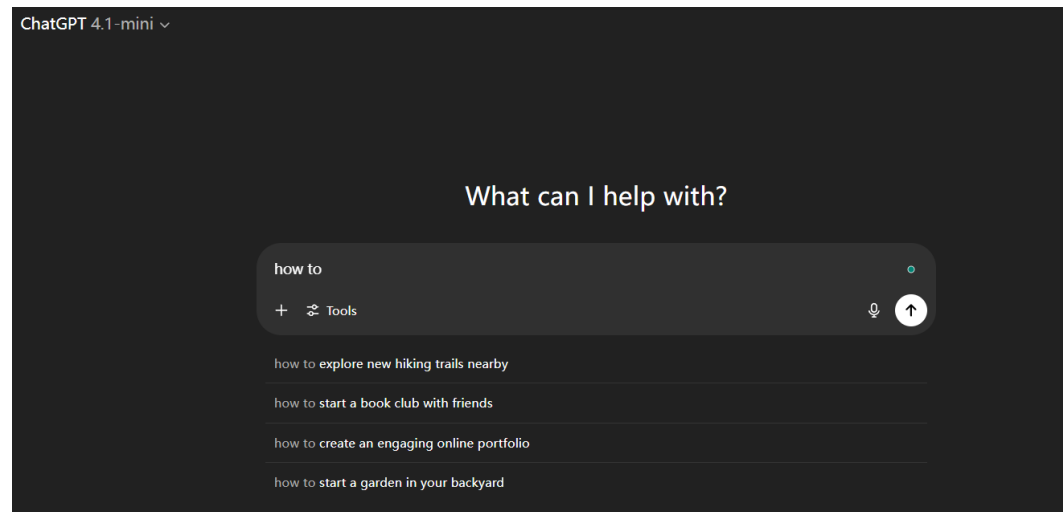 ChatGPT 4.1-mini
What can I help with?
how to
Tools
how to explore new hiking trails nearby
how to start a book club with friends
how to create an engaging online portfolio
how to start a garden in your backyard